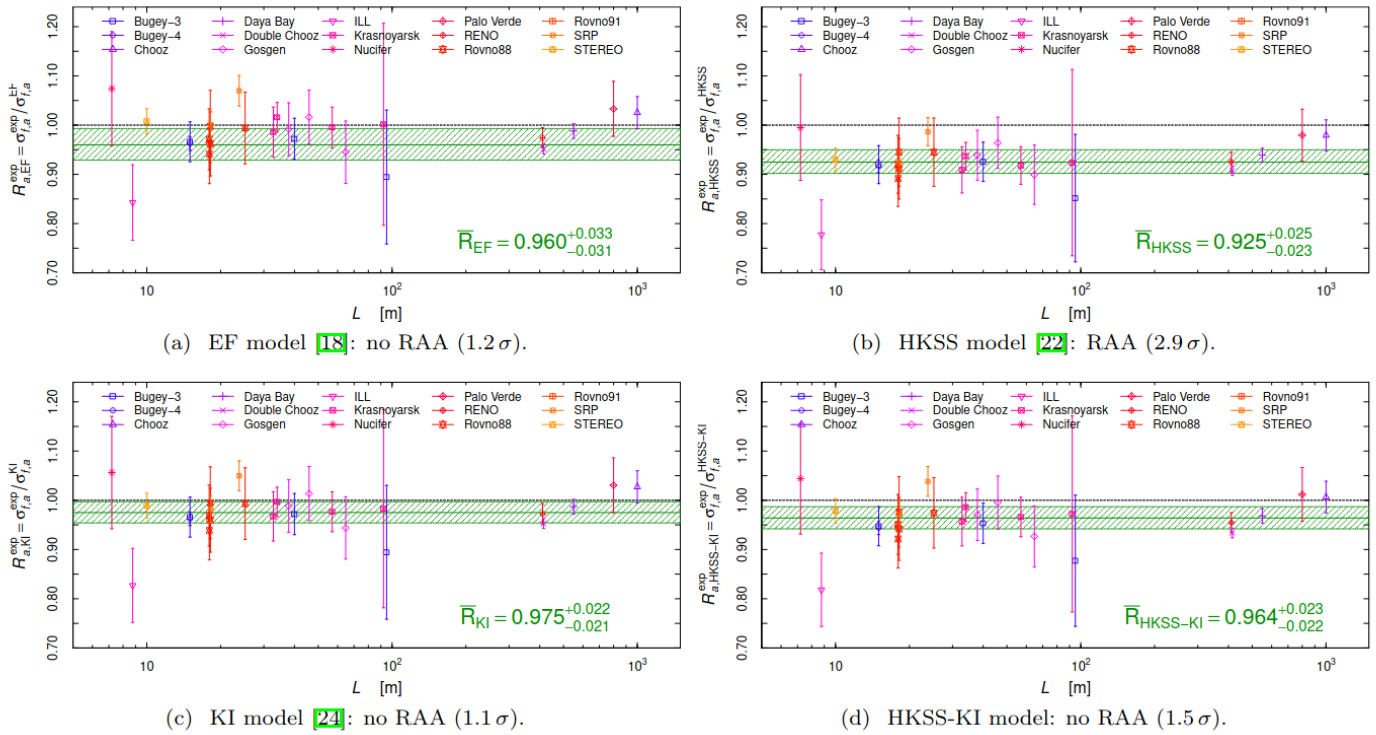 1.20
1.10
1.00
0.90
0.80
0.70
R^exp_a,EF = σ^exp_f,a / σ^EF_f,a
Bugey−3 Daya Bay ILL Palo Verde Rovno91
Bugey−4 Double Chooz Krasnoyarsk RENO SRP
Chooz Gosgen Nucifer Rovno88 STEREO
R̅_EF = 0.960^+0.033_−0.031
10 10^2 10^3
L [m]
(a) EF model [18]: no RAA (1.2 σ).
1.20
1.10
1.00
0.90
0.80
0.70
R^exp_a,HKSS = σ^exp_f,a / σ^HKSS_f,a
Bugey−3 Daya Bay ILL Palo Verde Rovno91
Bugey−4 Double Chooz Krasnoyarsk RENO SRP
Chooz Gosgen Nucifer Rovno88 STEREO
R̅_HKSS = 0.925^+0.025_−0.023
10 10^2 10^3
L [m]
(b) HKSS model [22]: RAA (2.9 σ).
1.20
1.10
1.00
0.90
0.80
0.70
R^exp_a,KI = σ^exp_f,a / σ^KI_f,a
Bugey−3 Daya Bay ILL Palo Verde Rovno91
Bugey−4 Double Chooz Krasnoyarsk RENO SRP
Chooz Gosgen Nucifer Rovno88 STEREO
R̅_KI = 0.975^+0.022_−0.021
10 10^2 10^3
L [m]
(c) KI model [24]: no RAA (1.1 σ).
1.20
1.10
1.00
0.90
0.80
0.70
R^exp_a,HKSS−KI = σ^exp_f,a / σ^HKSS−KI_f,a
Bugey−3 Daya Bay ILL Palo Verde Rovno91
Bugey−4 Double Chooz Krasnoyarsk RENO SRP
Chooz Gosgen Nucifer Rovno88 STEREO
R̅_HKSS−KI = 0.964^+0.023_−0.022
10 10^2 10^3
L [m]
(d) HKSS-KI model: no RAA (1.5 σ).